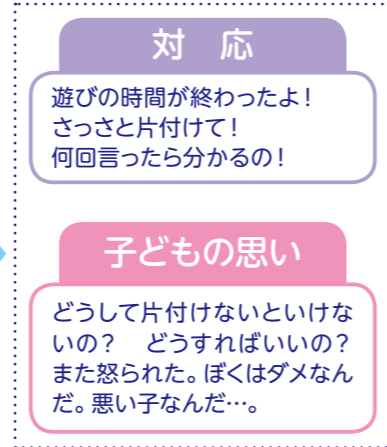 対　応
遊びの時間が終わったよ！
さっさと片付けて！
何回言ったら分かるの！
子どもの思い
どうして片付けないといけな
いの？　どうすればいいの？
また怒られた。ぼくはダメなん
だ。悪い子なんだ…。